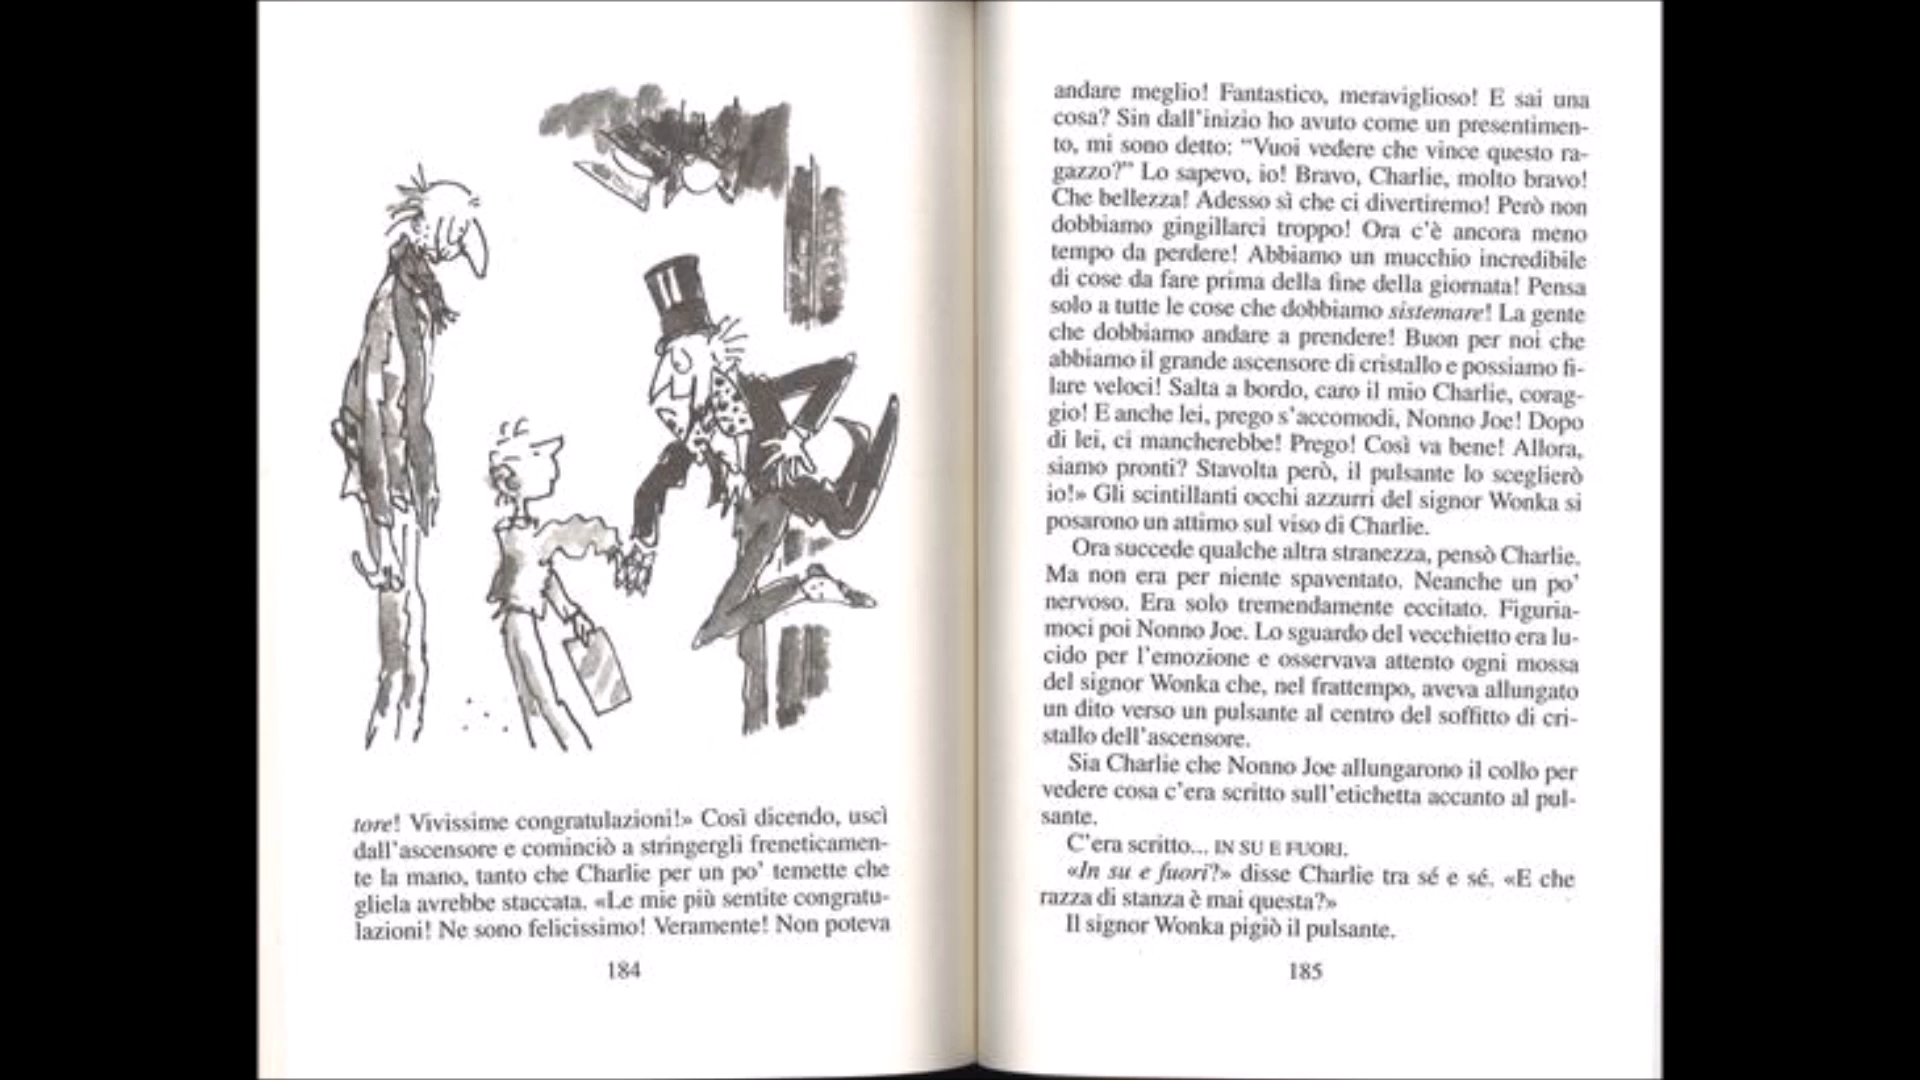 tore! Vivissime congratulazioni!» Così dicendo, uscì
dall'ascensore e cominciò a stringergli freneticamen-
te la mano, tanto che Charlie per un po' temette che
gliela avrebbe staccata. «Le mie più sentite congratu-
lazioni! Ne sono felicissimo! Veramente! Non poteva
184
andare meglio! Fantastico, meraviglioso! E sai una
cosa? Sin dall'inizio ho avuto come un presentimen-
to, mi sono detto: “Vuoi vedere che vince questo ra-
gazzo?” Lo sapevo, io! Bravo, Charlie, molto bravo!
Che bellezza! Adesso sì che ci divertiremo! Però non
dobbiamo gingillarci troppo! Ora c'è ancora meno
tempo da perdere! Abbiamo un mucchio incredibile
di cose da fare prima della fine della giornata! Pensa
solo a tutte le cose che dobbiamo sistemare! La gente
che dobbiamo andare a prendere! Buon per noi che
abbiamo il grande ascensore di cristallo e possiamo fi-
lare veloci! Salta a bordo, caro il mio Charlie, corag-
gio! E anche lei, prego s'accomodi, Nonno Joe! Dopo
di lei, ci mancherebbe! Prego! Così va bene! Allora,
siamo pronti? Stavolta però, il pulsante lo sceglierò
io!» Gli scintillanti occhi azzurri del signor Wonka si
posarono un attimo sul viso di Charlie.
Ora succede qualche altra stranezza, pensò Charlie.
Ma non era per niente spaventato. Neanche un po'
nervoso. Era solo tremendamente eccitato. Figuria-
moci poi Nonno Joe. Lo sguardo del vecchietto era lu-
cido per l'emozione e osservava attento ogni mossa
del signor Wonka che, nel frattempo, aveva allungato
un dito verso un pulsante al centro del soffitto di cri-
stallo dell'ascensore.
Sia Charlie che Nonno Joe allungarono il collo per
vedere cosa c'era scritto sull'etichetta accanto al pul-
sante.
C'era scritto... IN SU E FUORI.
«In su e fuori?» disse Charlie tra sé e sé. «E che
razza di stanza è mai questa?»
Il signor Wonka pigiò il pulsante.
185